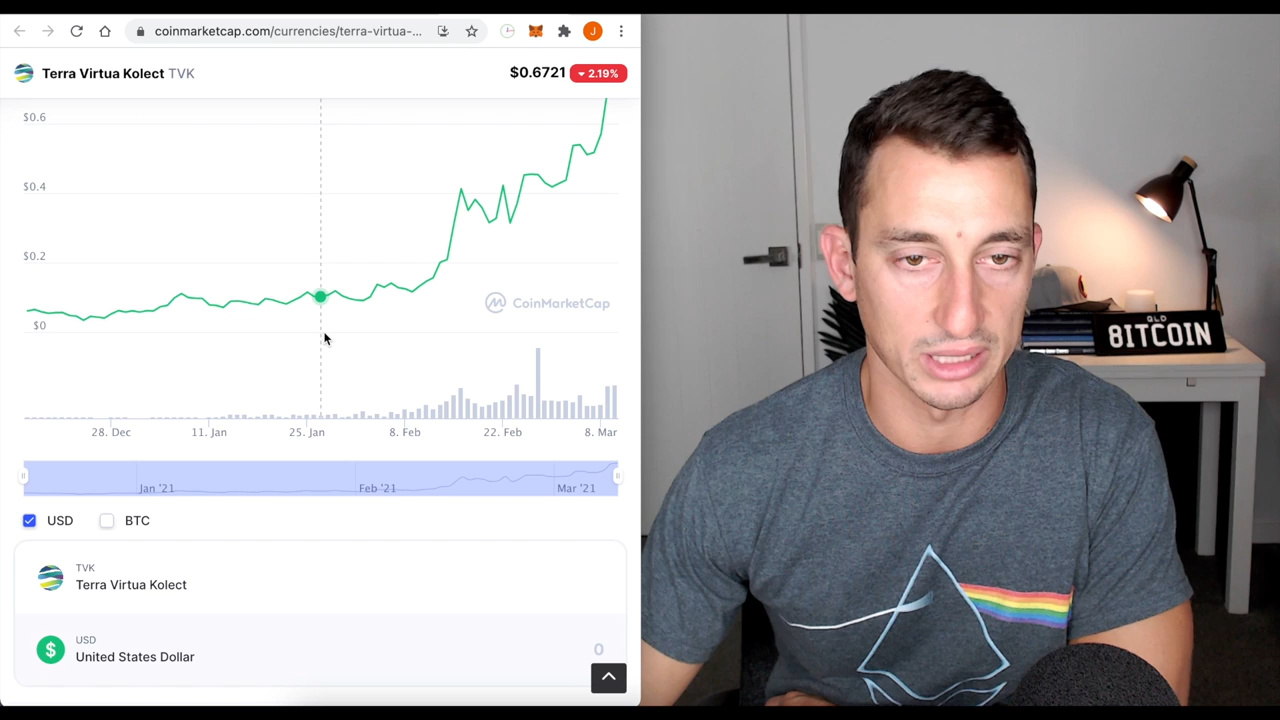 coinmarketcap.com/currencies/terra-virtua-...
J
Terra Virtua Kolect TVK
$0.6721 2.19%
$0.6
$0.4
$0.2
$0
CoinMarketCap
28. Dec 11. Jan 25. Jan 8. Feb 22. Feb 8. Mar
Jan '21 Feb '21 Mar '21
USD BTC
TVK
Terra Virtua Kolect
$
USD
United States Dollar
0
QLD
8ITCOIN